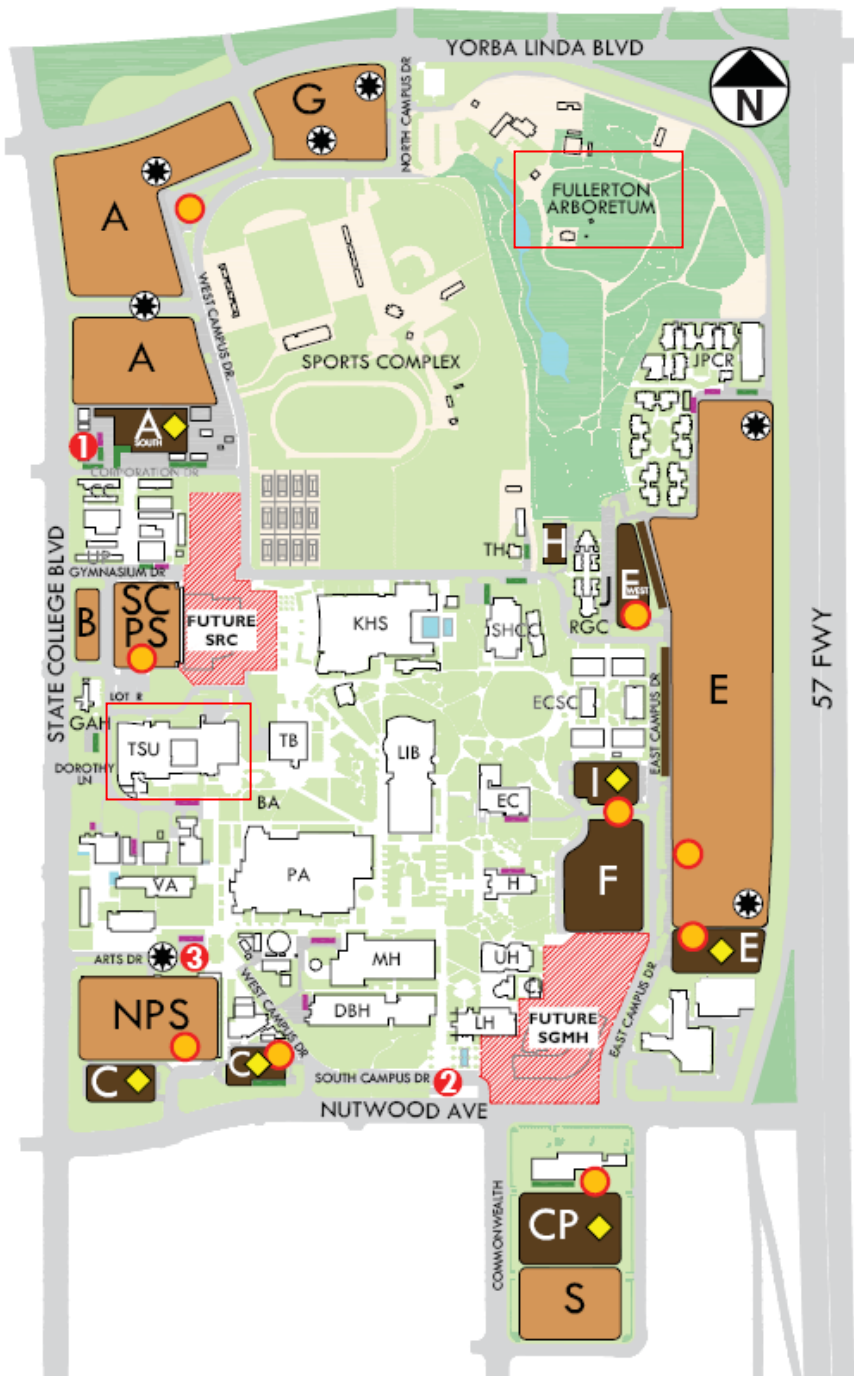 YORBA LINDA BLVD
N
G
NORTH CAMPUS DR
FULLERTON
ARBORETUM
A
WEST CAMPUS DR.
A
SPORTS COMPLEX
JPCR
A
SOUTH
1
CORPORATION DR
CC
UP
GYMNASIUM DR
TH
H
J
E
WEST
RGC
B
SC
PS
FUTURE
SRC
KHS
SHCC
STATE COLLEGE BLVD
57 FWY
E
LOT R
GAH
ECSC
EAST CAMPUS DR
TSU
TB
LIB
DOROTHY
LN
BA
EC
I
VA
PA
H
F
ARTS DR
3
MH
UH
E
WEST CAMPUS DR
NPS
DBH
LH
FUTURE
SGMH
EAST CAMPUS DR
C
C
SOUTH CAMPUS DR
2
NUTWOOD AVE
COMMONWEALTH
CP
S